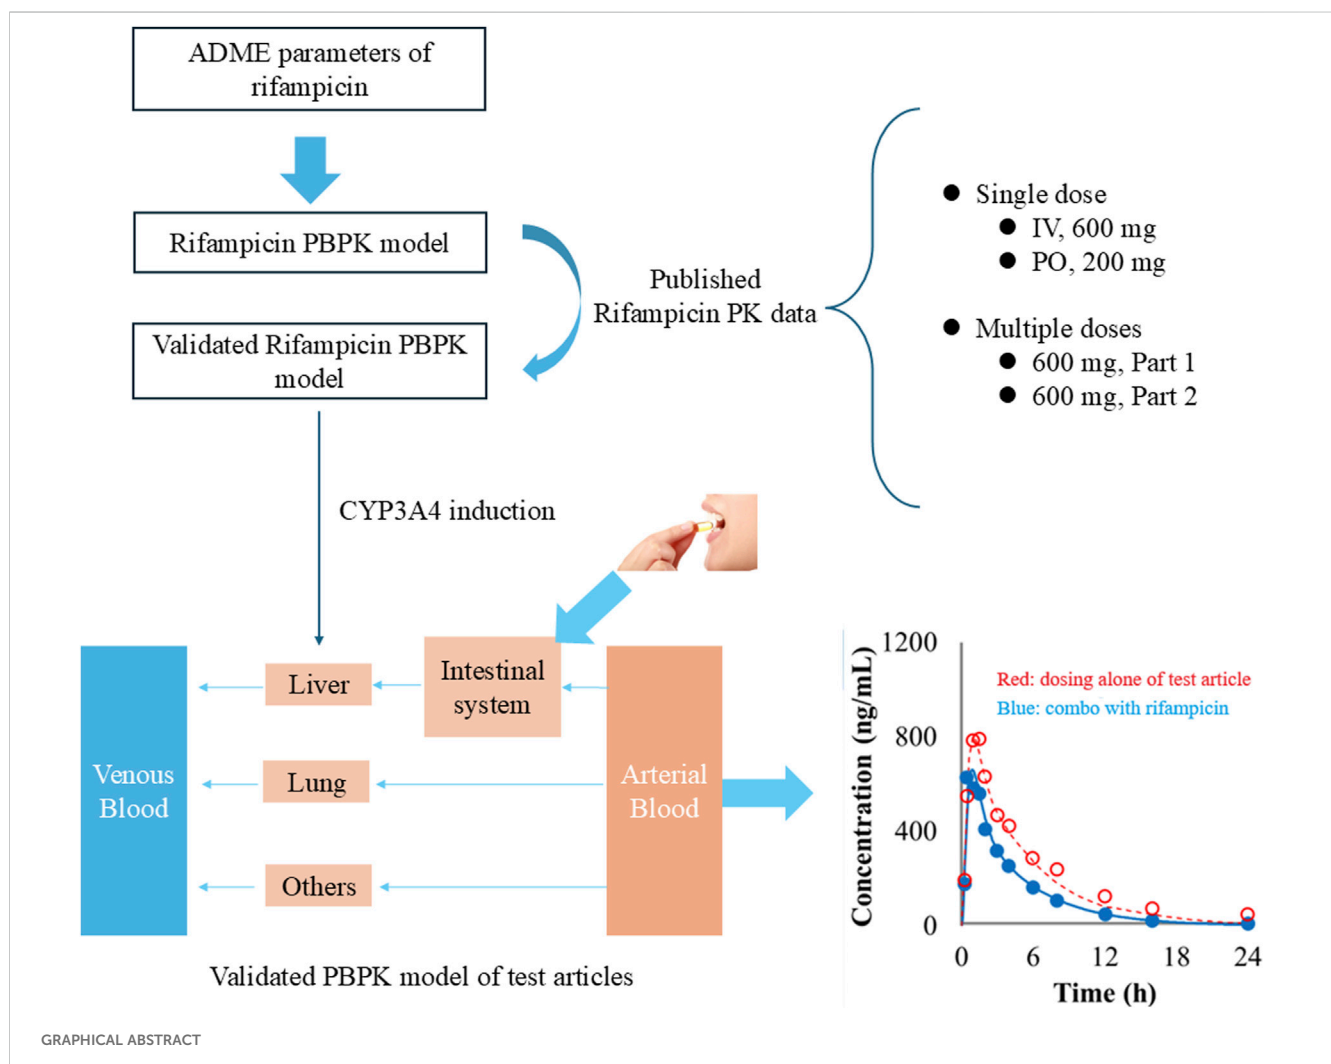 ADME parameters of
rifampicin
Rifampicin PBPK model
Validated Rifampicin PBPK
model
Published
Rifampicin PK data
● Single dose
● IV, 600 mg
● PO, 200 mg
● Multiple doses
● 600 mg, Part 1
● 600 mg, Part 2
CYP3A4 induction
Venous
Blood
Liver
Intestinal
system
Lung
Others
Arterial
Blood
Validated PBPK model of test articles
Concentration (ng/mL)
1200
800
400
0
Red: dosing alone of test article
Blue: combo with rifampicin
0 6 12 18 24
Time (h)
GRAPHICAL ABSTRACT